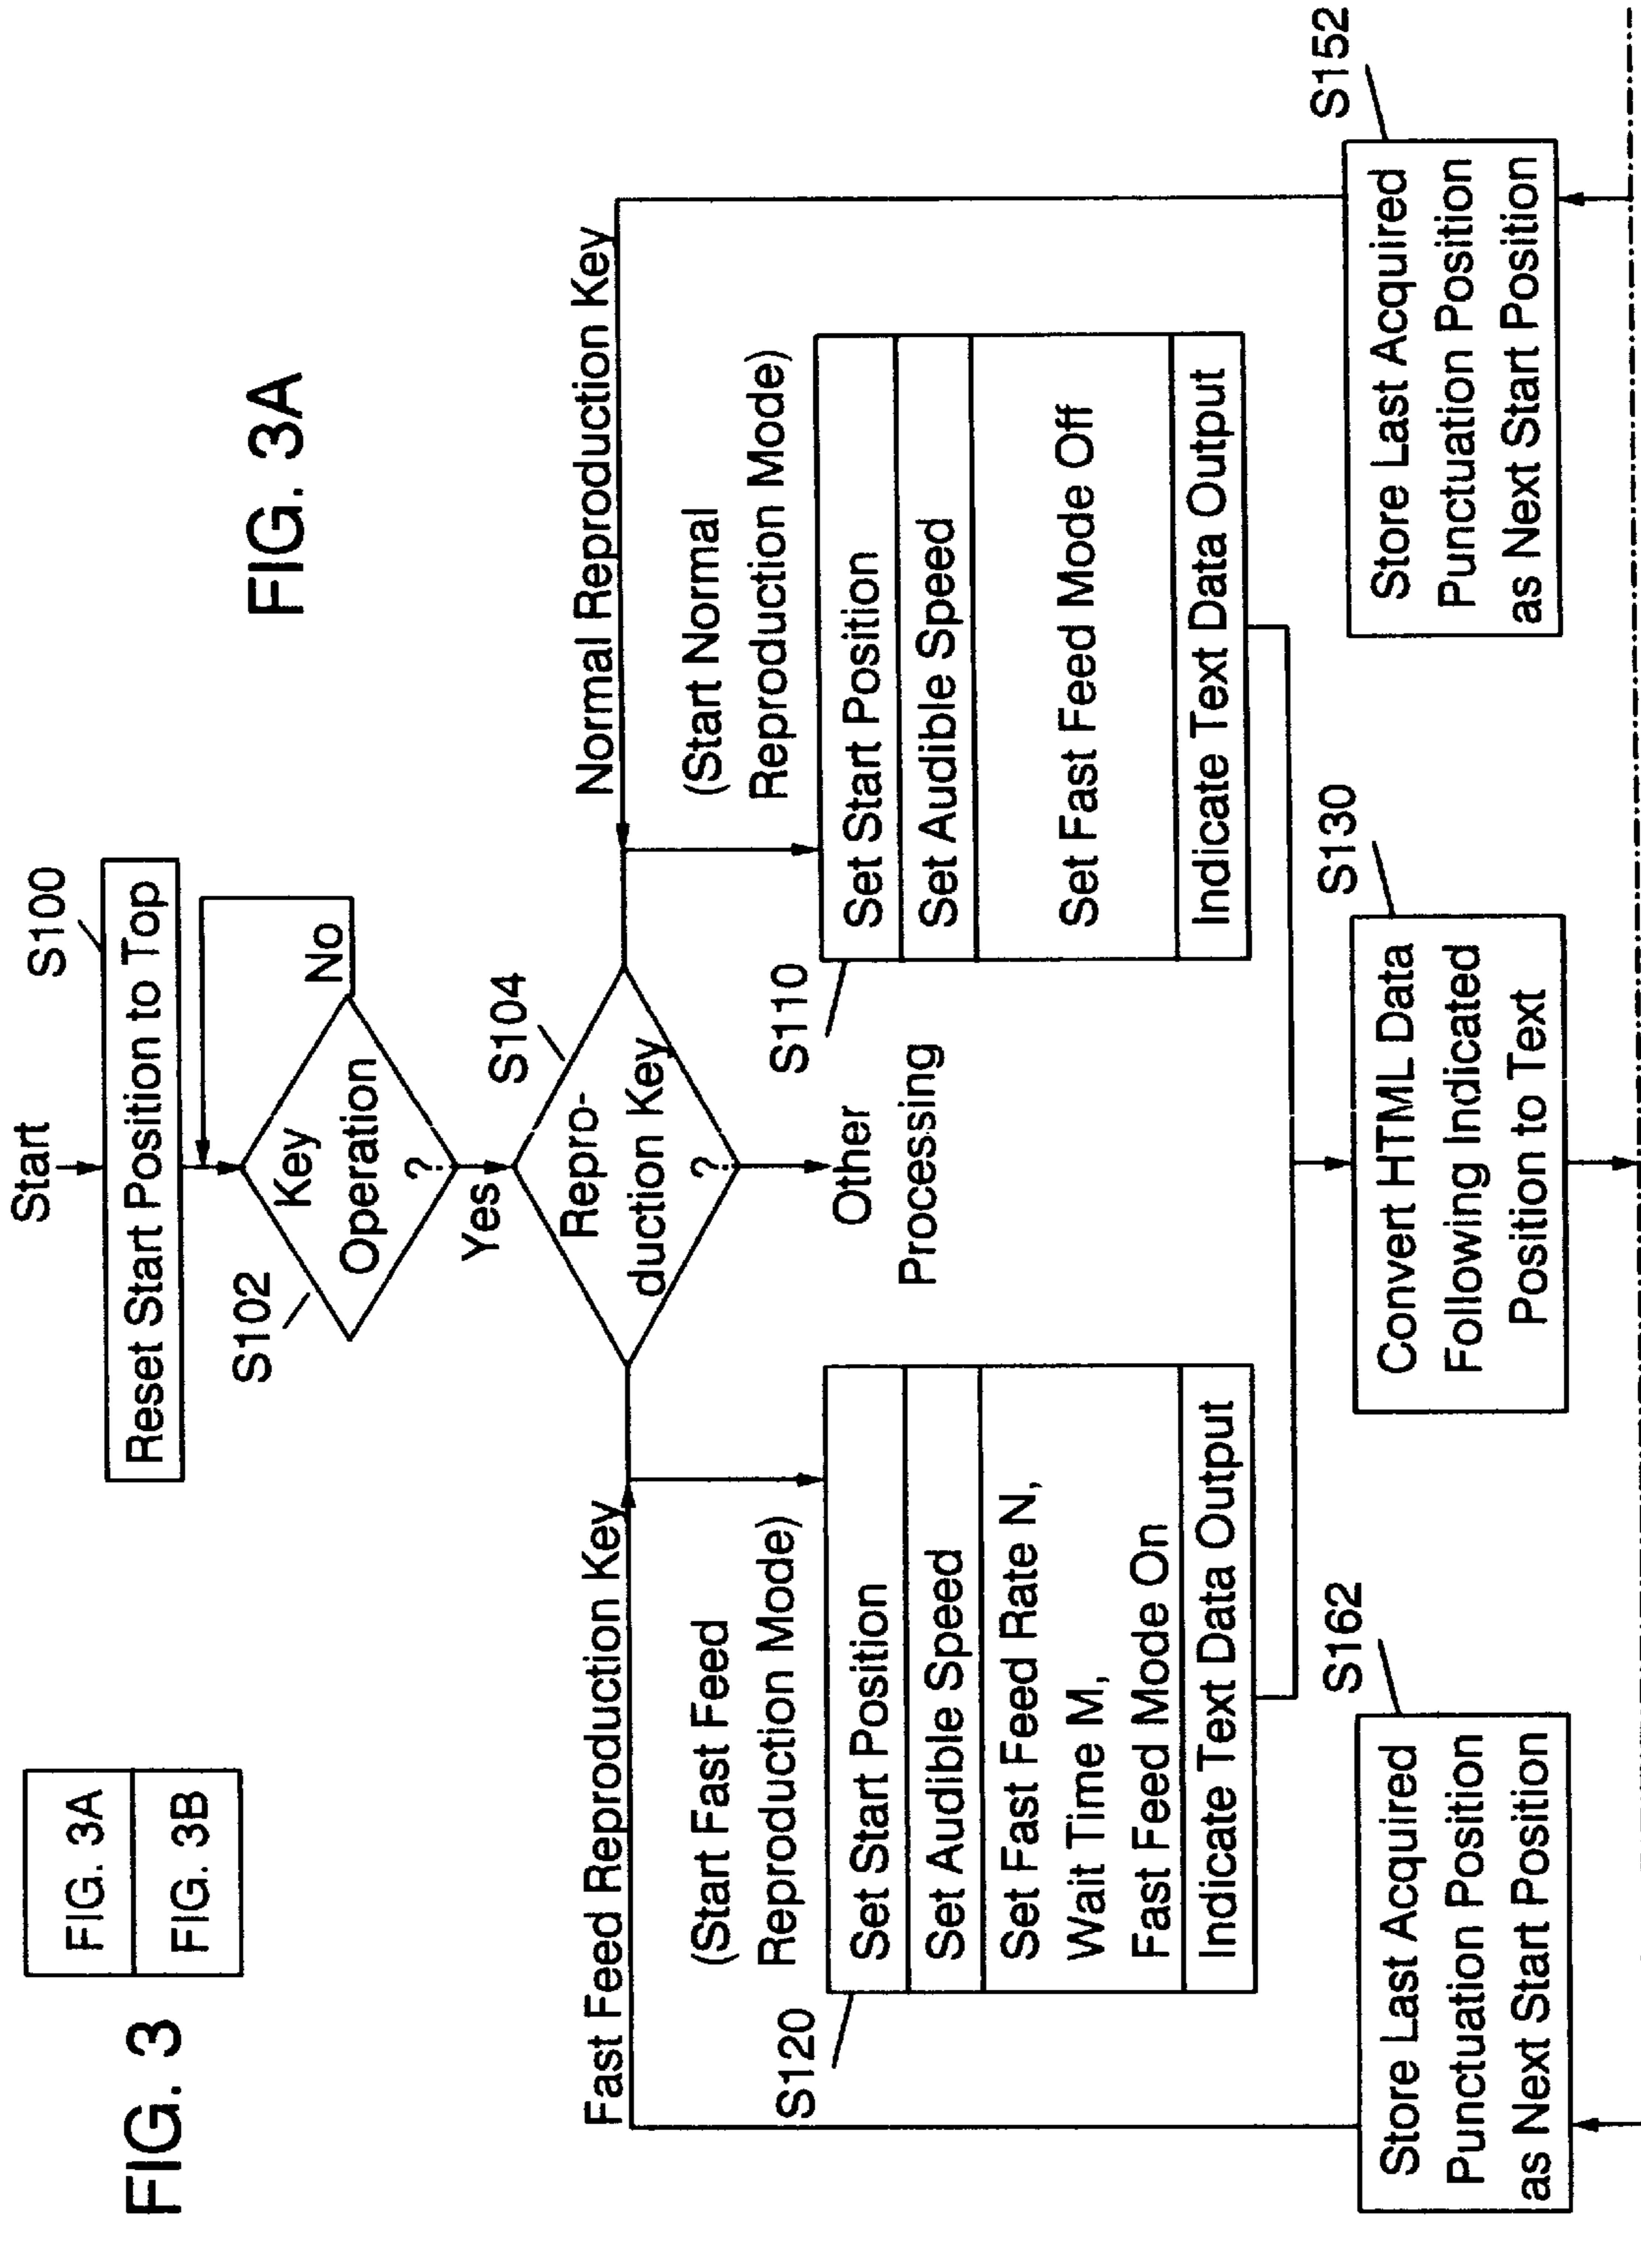 FIG. 3
FIG. 3A
FIG. 3B
FIG. 3A
Start
S100
Reset Start Position to Top
S102
Key
Operation
?
No
Yes
S104
Repro-
duction Key
?
Fast Feed Reproduction Key
Normal Reproduction Key
(Start Fast Feed
Reproduction Mode)
(Start Normal
Reproduction Mode)
S120
Set Start Position
Set Audible Speed
Set Fast Feed Rate N,
Wait Time M,
Fast Feed Mode On
Indicate Text Data Output
Other
Processing
S110
Set Start Position
Set Audible Speed
Set Fast Feed Mode Off
Indicate Text Data Output
S162
Store Last Acquired
Punctuation Position
as Next Start Position
S130
Convert HTML Data
Following Indicated
Position to Text
S152
Store Last Acquired
Punctuation Position
as Next Start Position